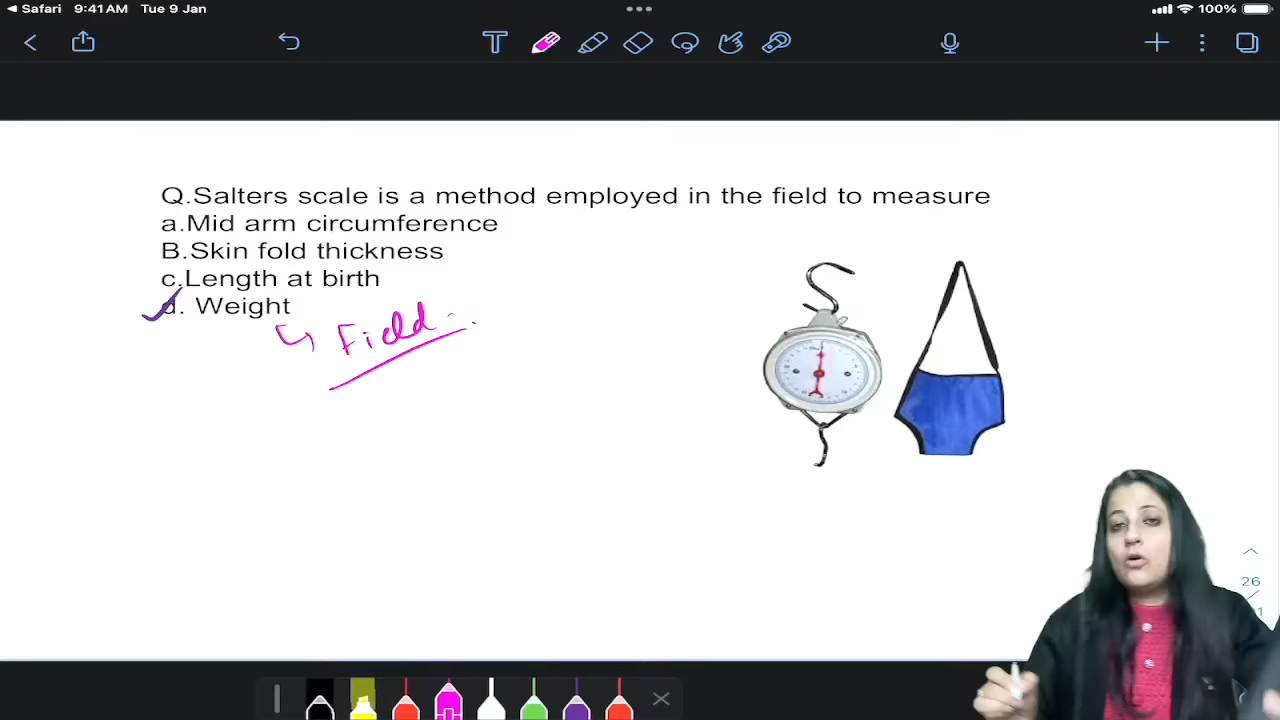 Safari 9:41 AM Tue 9 Jan 100%
T
Q.Salters scale is a method employed in the field to measure
a.Mid arm circumference
B.Skin fold thickness
c.Length at birth
d. Weight
Field
26